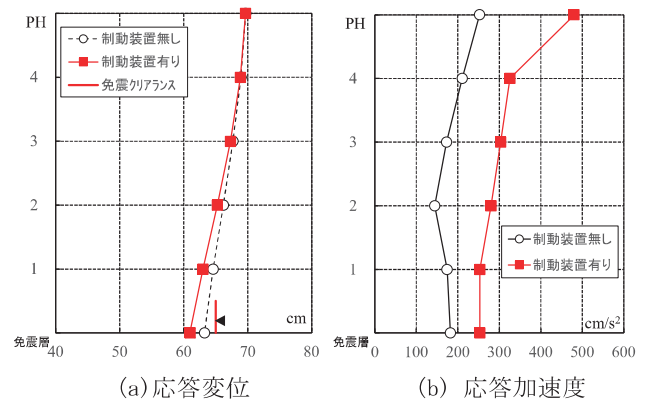 PH
4
3
2
1
免震層
制動装置無し
制動装置有り
免震クリアランス
cm
40 50 60 70 80
(a)応答変位
PH
4
3
2
1
免震層
制動装置無し
制動装置有り
cm/s²
0 100 200 300 400 500 600
(b) 応答加速度